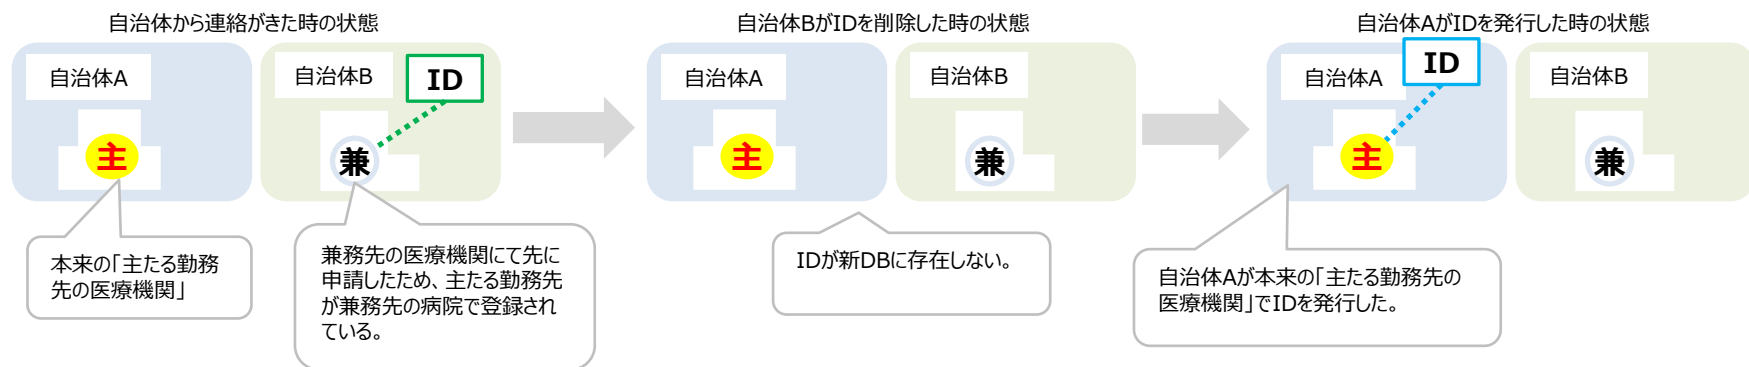 自治体から連絡がきた時の状態
自治体A
主
自治体B
ID
兼
本来の「主たる勤務
先の医療機関」
兼務先の医療機関にて先に
申請したため、主たる勤務先
が兼務先の病院で登録され
ている。
自治体BがIDを削除した時の状態
自治体A
主
自治体B
兼
IDが新DBに存在しない。
自治体AがIDを発行した時の状態
自治体A
ID
主
自治体B
兼
自治体Aが本来の「主たる勤務先の
医療機関」でIDを発行した。